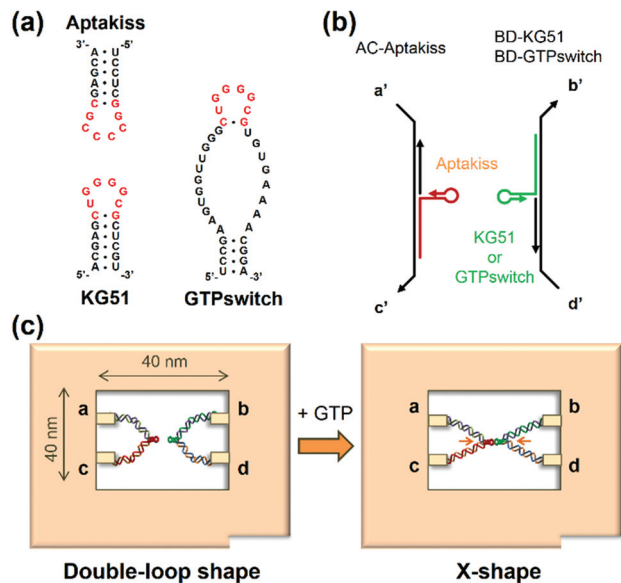 (a)
Aptakiss
3'- -5'
KG51
5'- -3'
GTPswitch
5'- -3'
(b)
AC-Aptakiss
BD-KG51
BD-GTPswitch
a'
b'
Aptakiss
KG51
or
GTPswitch
c'
d'
(c)
40 nm
40 nm
a
b
c
d
+ GTP
a
b
c
d
Double-loop shape
X-shape